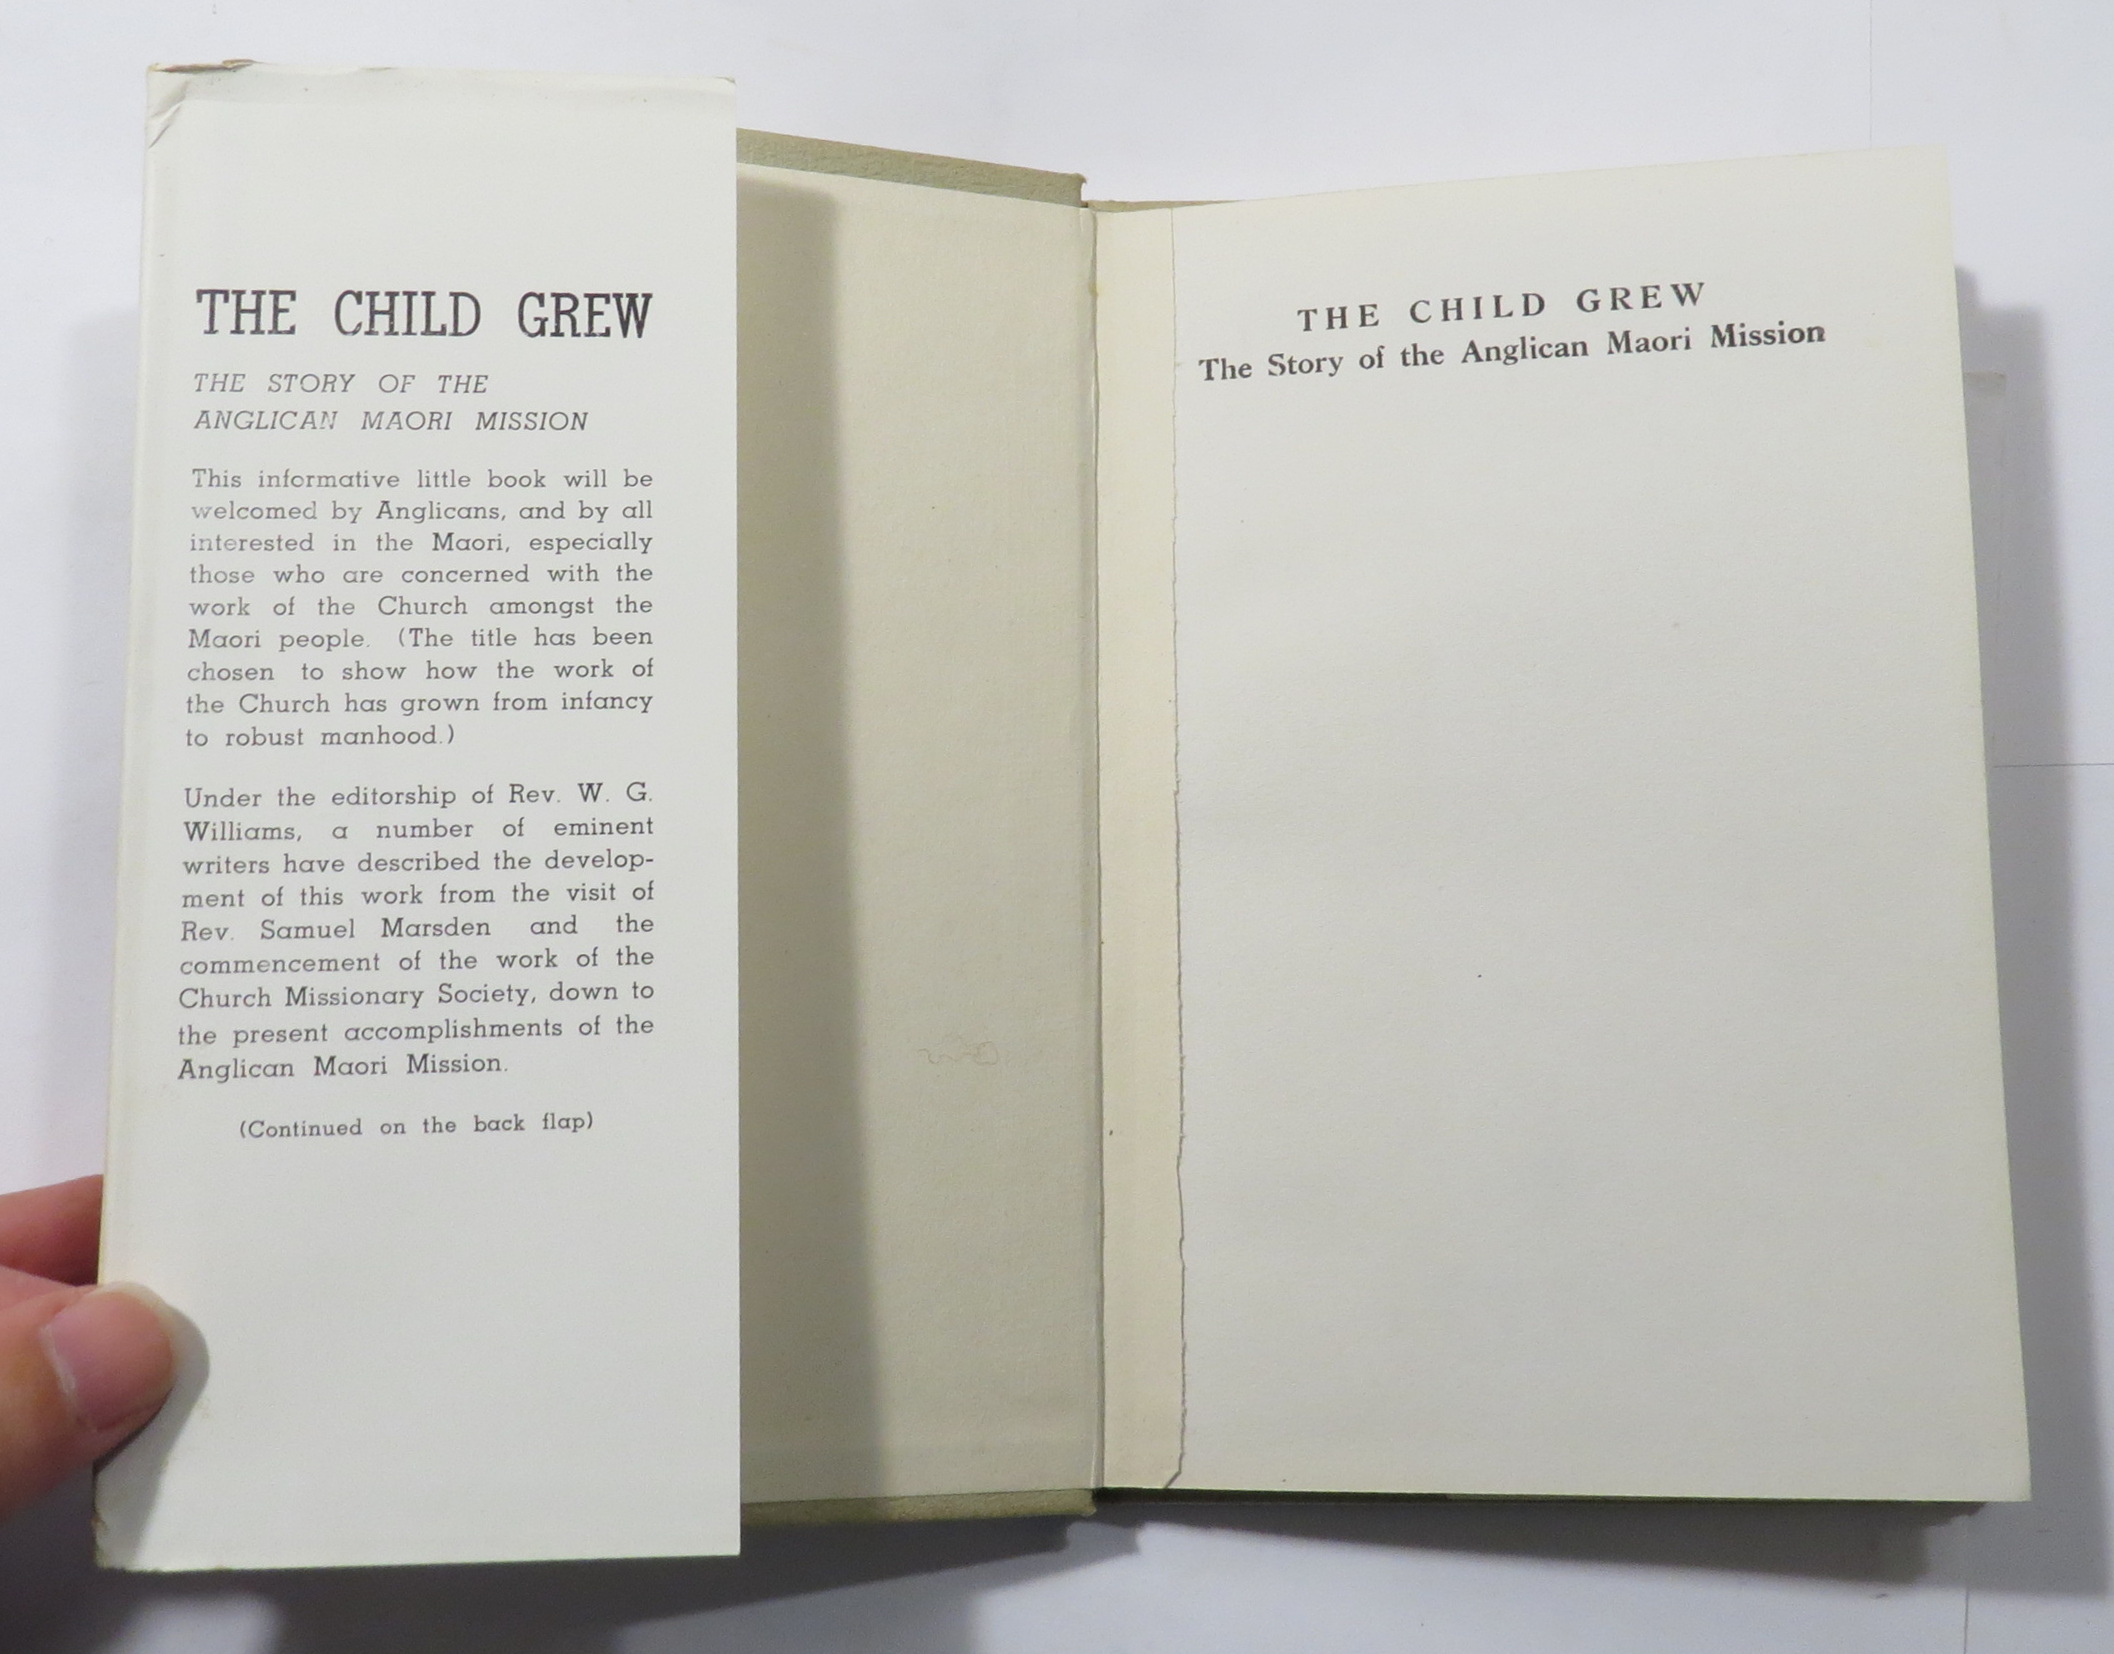 THE CHILD GREW
THE STORY OF THE
ANGLICAN MAORI MISSION
This informative little book will be
welcomed by Anglicans, and by all
interested in the Maori, especially
those who are concerned with the
work of the Church amongst the
Maori people. (The title has been
chosen to show how the work of
the Church has grown from infancy
to robust manhood.)
Under the editorship of Rev. W. G.
Williams, a number of eminent
writers have described the develop-
ment of this work from the visit of
Rev. Samuel Marsden and the
commencement of the work of the
Church Missionary Society, down to
the present accomplishments of the
Anglican Maori Mission.
(Continued on the back flap)
THE CHILD GREW
The Story of the Anglican Maori Mission